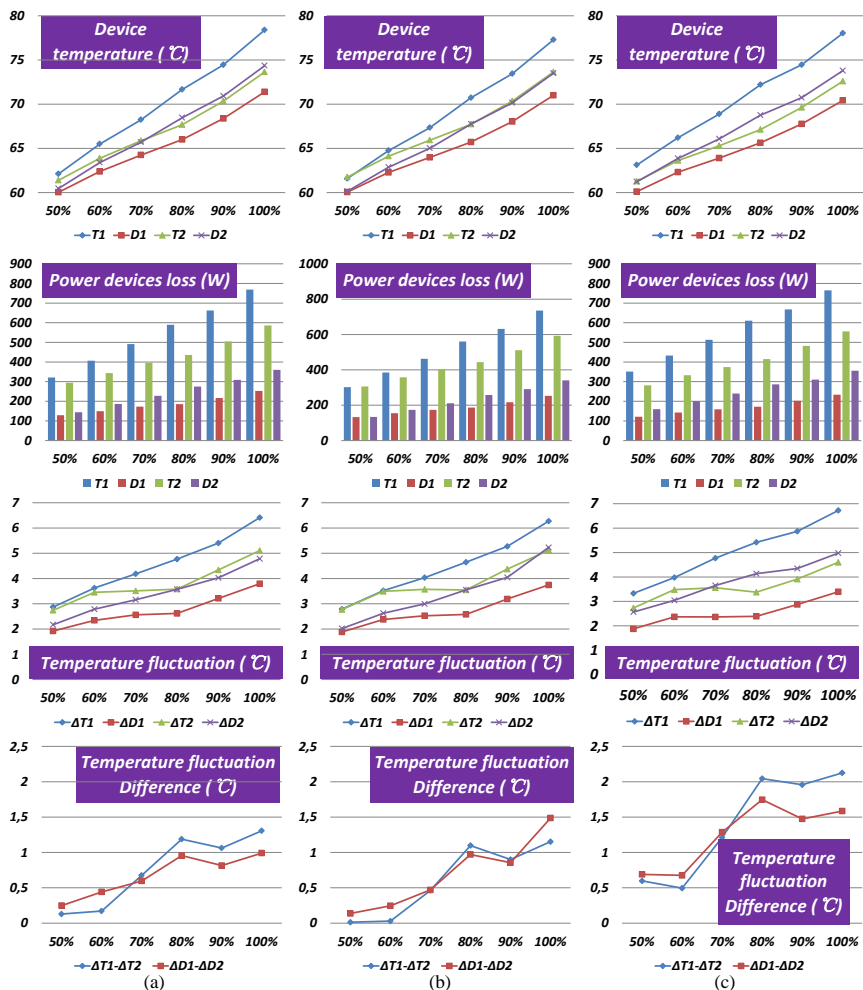 80
75
70
65
60
Device
temperature ( ℃)
50% 60% 70% 80% 90% 100%
T1 D1 T2 D2
80
75
70
65
60
Device
temperature ( ℃)
50% 60% 70% 80% 90% 100%
T1 D1 T2 D2
80
75
70
65
60
Device
temperature ( ℃)
50% 60% 70% 80% 90% 100%
T1 D1 T2 D2
900
800
700
600
500
400
300
200
100
0
Power devices loss (W)
50% 60% 70% 80% 90% 100%
T1 D1 T2 D2
1000
800
600
400
200
0
Power devices loss (W)
50% 60% 70% 80% 90% 100%
T1 D1 T2 D2
900
800
700
600
500
400
300
200
100
0
Power devices loss (W)
50% 60% 70% 80% 90% 100%
T1 D1 T2 D2
7
6
5
4
3
2
1
0
Temperature fluctuation ( ℃)
50% 60% 70% 80% 90% 100%
ΔT1 ΔD1 ΔT2 ΔD2
7
6
5
4
3
2
1
0
Temperature fluctuation ( ℃)
50% 60% 70% 80% 90% 100%
ΔT1 ΔD1 ΔT2 ΔD2
7
6
5
4
3
2
1
0
Temperature fluctuation ( ℃)
50% 60% 70% 80% 90% 100%
ΔT1 ΔD1 ΔT2 ΔD2
2,5
2
1,5
1
0,5
0
Temperature fluctuation
Difference ( ℃)
50% 60% 70% 80% 90% 100%
ΔT1-ΔT2 ΔD1-ΔD2
(a)
2,5
2
1,5
1
0,5
0
Temperature fluctuation
Difference ( ℃)
50% 60% 70% 80% 90% 100%
ΔT1-ΔT2 ΔD1-ΔD2
(b)
2,5
2
1,5
1
0,5
0
Temperature
fluctuation
Difference ( ℃)
50% 60% 70% 80% 90% 100%
ΔT1-ΔT2 ΔD1-ΔD2
(c)